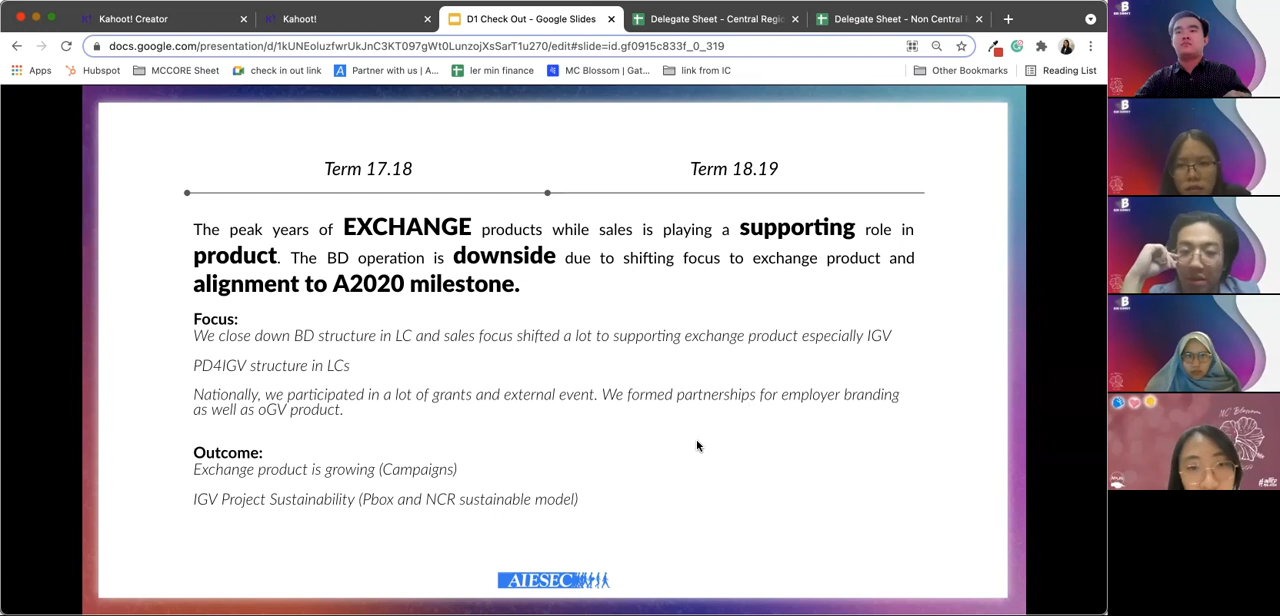 Kahoot! Creator
Kahoot!
D1 Check Out - Google Slides
Delegate Sheet - Central Regio
Delegate Sheet - Non Central
docs.google.com/presentation/d/1kUNEoluzfwrUkJnC3KT097gWt0LunzojXsSarT1u270/edit#slide=id.gf0915c833f_0_319
Apps
Hubspot
MCCORE Sheet
check in out link
Partner with us | A...
ler min finance
MC Blossom | Gat...
link from IC
Other Bookmarks
Reading List
Term 17.18
Term 18.19
The peak years of EXCHANGE products while sales is playing a supporting role in
product. The BD operation is downside due to shifting focus to exchange product and
alignment to A2020 milestone.
Focus:
We close down BD structure in LC and sales focus shifted a lot to supporting exchange product especially IGV
PD4IGV structure in LCs
Nationally, we participated in a lot of grants and external event. We formed partnerships for employer branding
as well as oGV product.
Outcome:
Exchange product is growing (Campaigns)
IGV Project Sustainability (Pbox and NCR sustainable model)
AIESEC